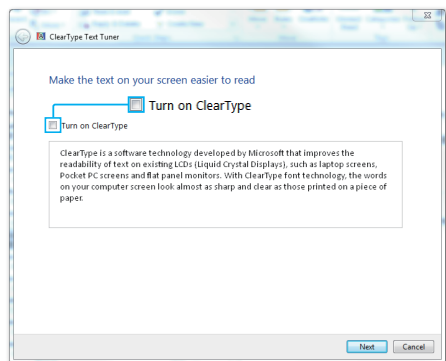 ClearType Text Tuner
Make the text on your screen easier to read
Turn on ClearType
Turn on ClearType
ClearType is a software technology developed by Microsoft that improves the
readability of text on existing LCDs (Liquid Crystal Displays), such as laptop screens,
Pocket PC screens and flat panel monitors. With ClearType font technology, the words
on your computer screen look almost as sharp and clear as those printed on a piece of
paper.
Next
Cancel